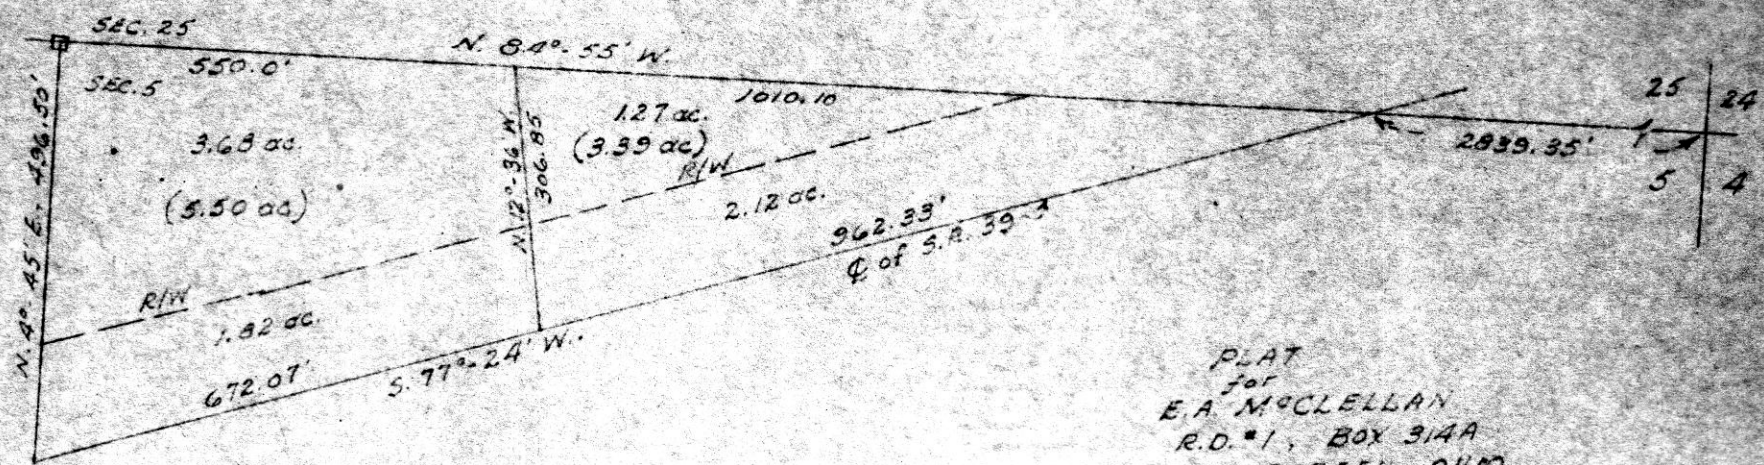 SEC. 25
N. 84°-55' W.
550.0'
SEC. 5
1010.10
25
24
1.27 ac.
(3.39 ac)
3.68 ac.
N. 4°-45' E. 496.50'
N. 12°-36' W.
306.85
2839.35'
5
4
R/W
(5.50 ac)
2.12 ac.
962.33'
℄ of S.R. 39
R/W
1.82 ac.
672.07'
S. 77°-24' W.
PLAT
for
E. A. McCLELLAN
R.D. #1, BOX 314A